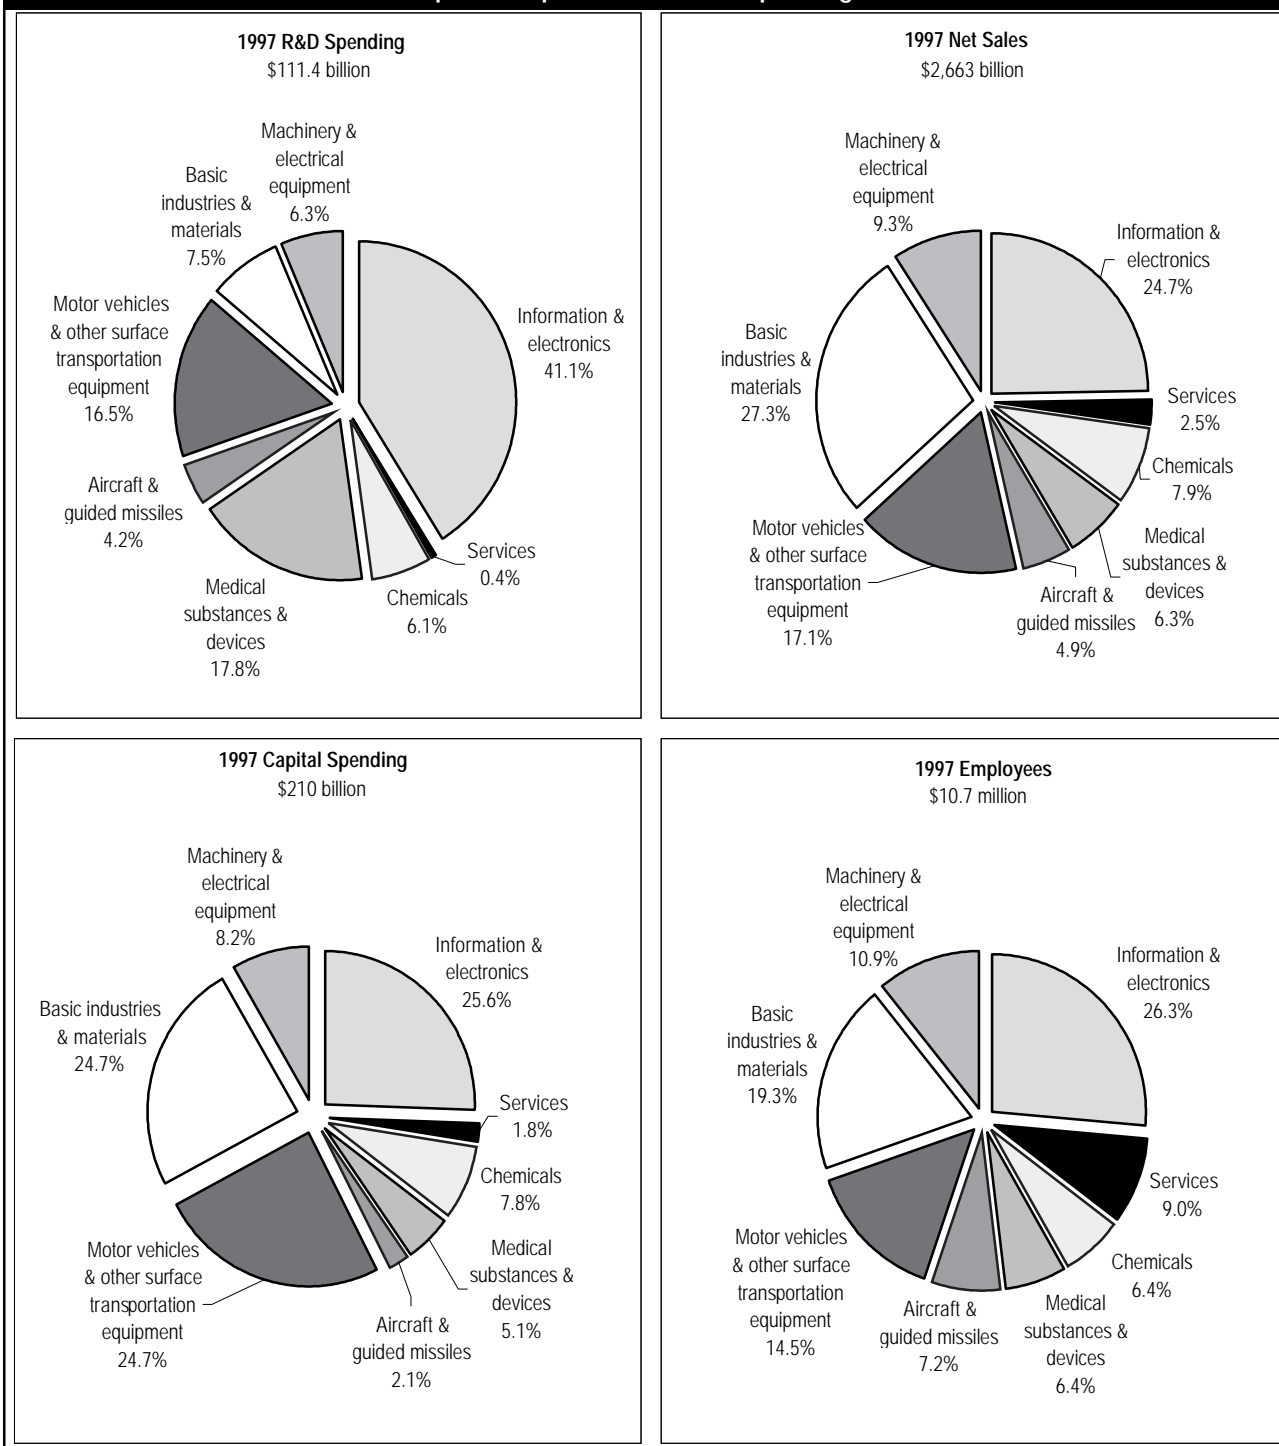 1997 R&D Spending
$111.4 billion
Machinery &
electrical
equipment
6.3%
Basic
industries &
materials
7.5%
Motor vehicles
& other surface
transportation
equipment
16.5%
Information &
electronics
41.1%
Aircraft &
guided missiles
4.2%
Services
0.4%
Medical
substances &
devices
17.8%
Chemicals
6.1%
1997 Net Sales
$2,663 billion
Machinery &
electrical
equipment
9.3%
Information &
electronics
24.7%
Basic
industries &
materials
27.3%
Services
2.5%
Chemicals
7.9%
Motor vehicles
& other surface
transportation
equipment
17.1%
Medical
substances &
devices
6.3%
Aircraft &
guided missiles
4.9%
1997 Capital Spending
$210 billion
Machinery &
electrical
equipment
8.2%
Information &
electronics
25.6%
Basic industries
& materials
24.7%
Services
1.8%
Chemicals
7.8%
Motor vehicles
& other surface
transportation
equipment
24.7%
Medical
substances &
devices
5.1%
Aircraft &
guided missiles
2.1%
1997 Employees
$10.7 million
Machinery &
electrical
equipment
10.9%
Information &
electronics
26.3%
Basic
industries &
materials
19.3%
Services
9.0%
Motor vehicles
& other surface
transportation
equipment
14.5%
Chemicals
6.4%
Aircraft &
guided missiles
7.2%
Medical
substances &
devices
6.4%